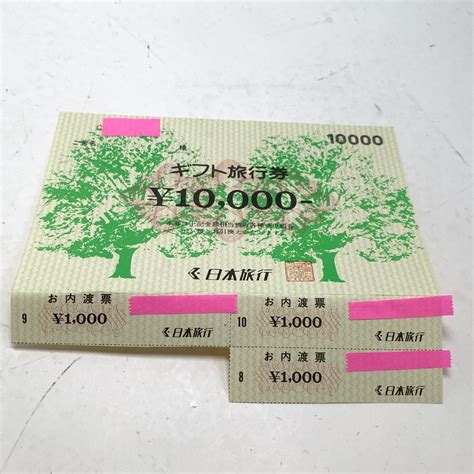 10000
様
ギフト旅行券
¥10,000-
日本旅行
9
お内渡票
¥1,000
日本旅行
10
お内渡票
¥1,000
日本旅行
8
お内渡票
¥1,000
日本旅行